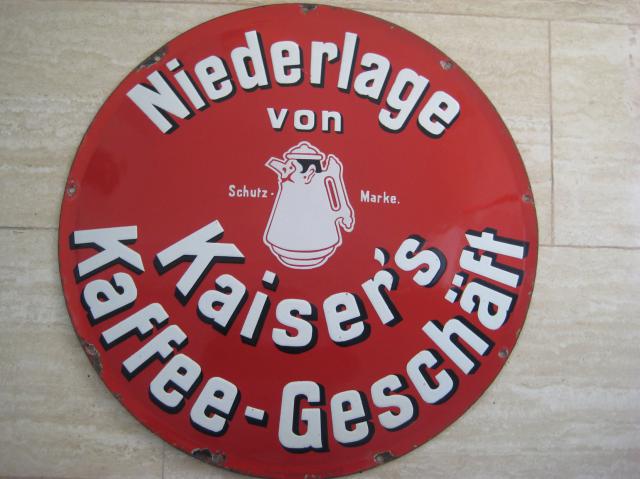 Niederlage
von
Schutz-Marke.
Kaiser's
Kaffee-Geschäft